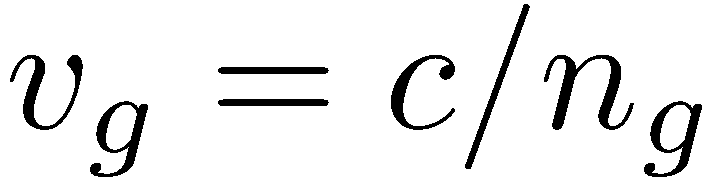 v_g = c/n_g